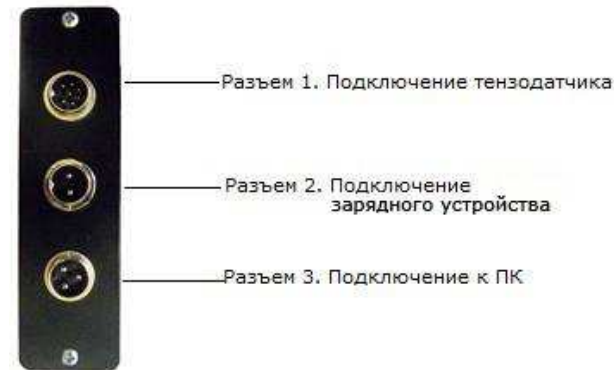 Разъем 1. Подключение тензодатчика
Разъем 2. Подключение
зарядного устройства
Разъем 3. Подключение к ПК